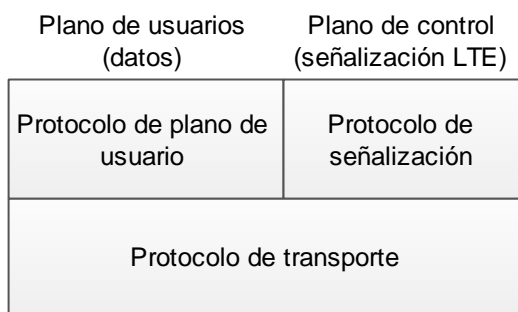 Plano de usuarios
(datos)
Plano de control
(señalización LTE)
Protocolo de plano de
usuario
Protocolo de
señalización
Protocolo de transporte